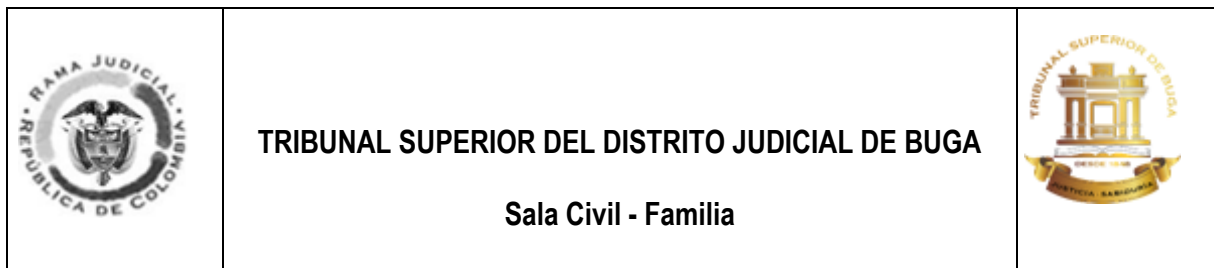 RAMA JUDICIAL
REPÚBLICA DE COLOMBIA
TRIBUNAL SUPERIOR DEL DISTRITO JUDICIAL DE BUGA
Sala Civil - Familia
TRIBUNAL SUPERIOR DE BUGA
DESDE
JUSTICIA SABIDURIA